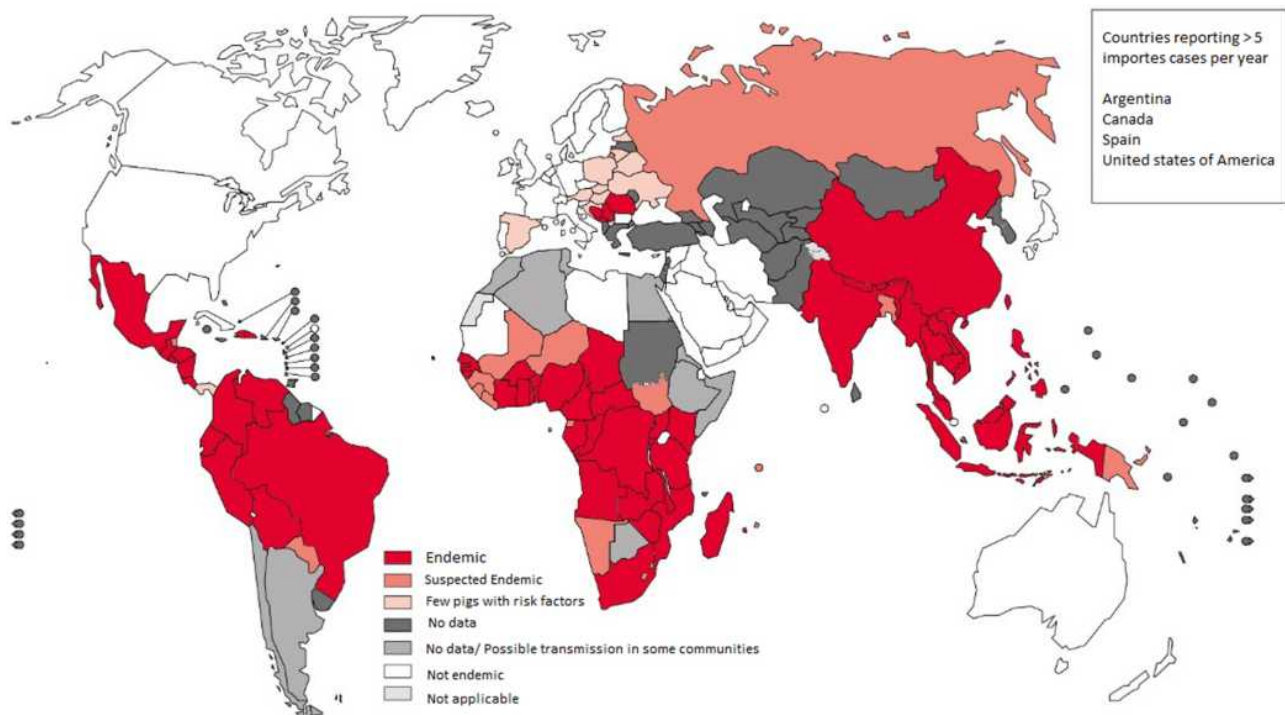 Countries reporting > 5
importes cases per year
Argentina
Canada
Spain
United states of America
Endemic
Suspected Endemic
Few pigs with risk factors
No data
No data/ Possible transmission in some communities
Not endemic
Not applicable